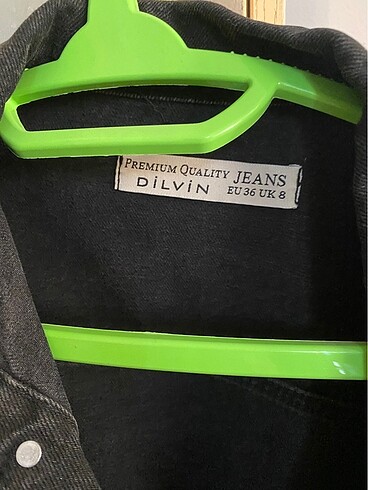 PREMIUM QUALITY JEANS
DİLVİN EU 36 UK 8